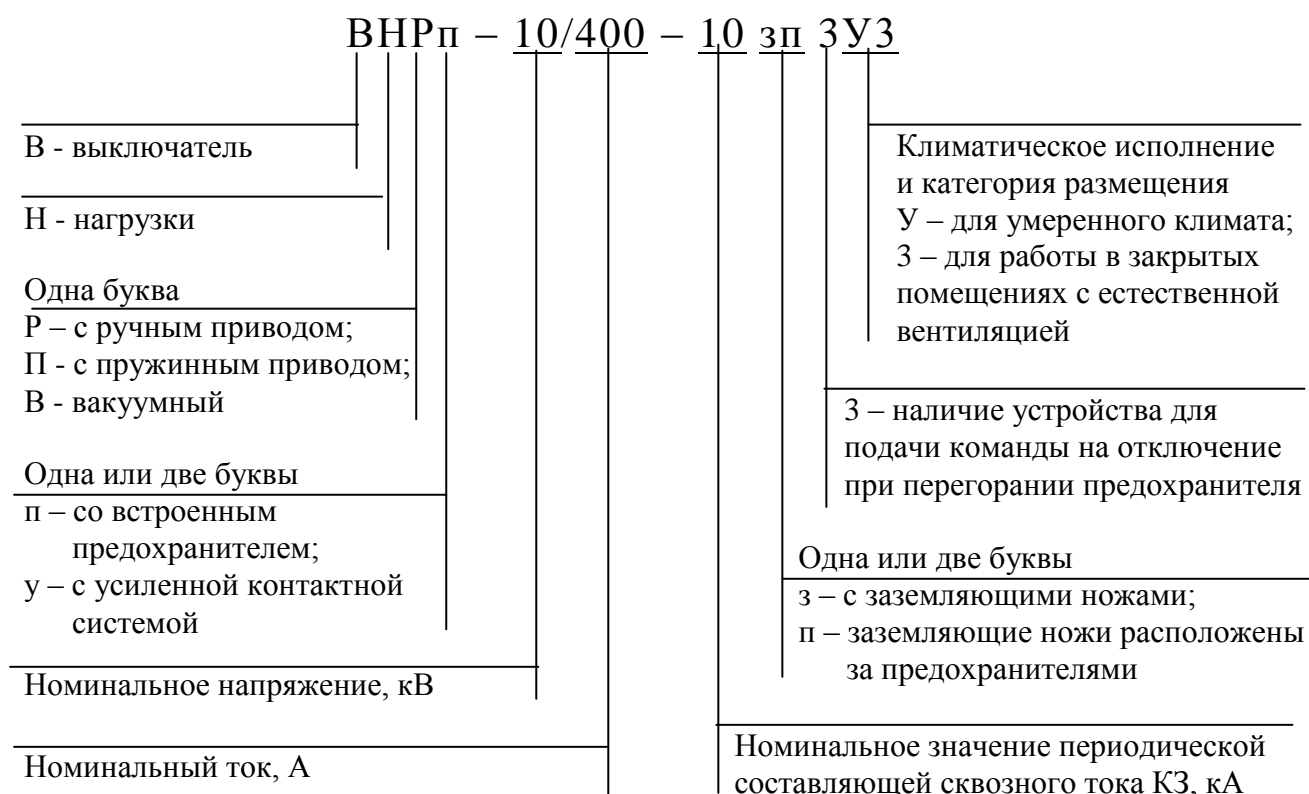 ВНРп – 10/400 – 10 зп 3У3
В - выключатель
Н - нагрузки
Одна буква
Р – с ручным приводом;
П - с пружинным приводом;
В - вакуумный
Одна или две буквы
п – со встроенным
предохранителем;
у – с усиленной контактной
системой
Номинальное напряжение, кВ
Номинальный ток, А
Климатическое исполнение
и категория размещения
У – для умеренного климата;
3 – для работы в закрытых
помещениях с естественной
вентиляцией
3 – наличие устройства для
подачи команды на отключение
при перегорании предохранителя
Одна или две буквы
з – с заземляющими ножами;
п – заземляющие ножи расположены
за предохранителями
Номинальное значение периодической
составляющей сквозного тока КЗ, кА